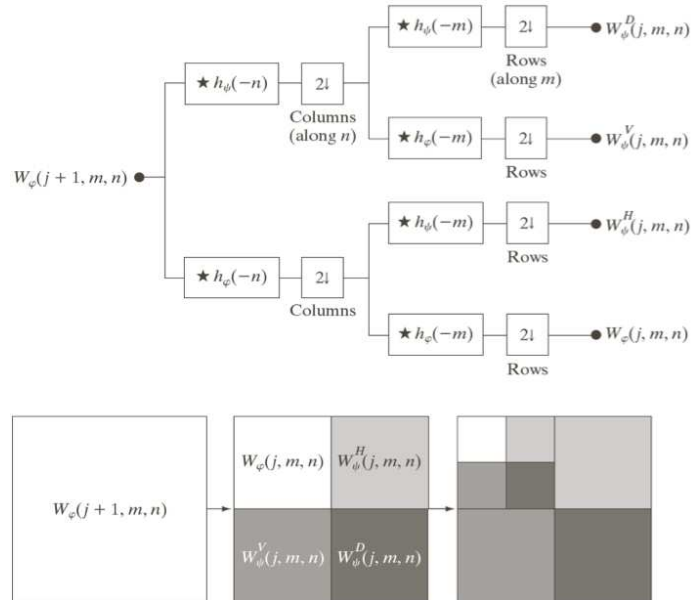 ★ h_ψ(−m)
2↓
W_ψ^D(j, m, n)
Rows
(along m)
★ h_ψ(−n)
2↓
Columns
(along n)
★ h_φ(−m)
2↓
W_ψ^V(j, m, n)
Rows
W_φ(j + 1, m, n)
★ h_ψ(−m)
2↓
W_ψ^H(j, m, n)
Rows
★ h_φ(−n)
2↓
Columns
★ h_φ(−m)
2↓
W_φ(j, m, n)
Rows
W_φ(j + 1, m, n)
W_φ(j, m, n)
W_ψ^H(j, m, n)
W_ψ^V(j, m, n)
W_ψ^D(j, m, n)